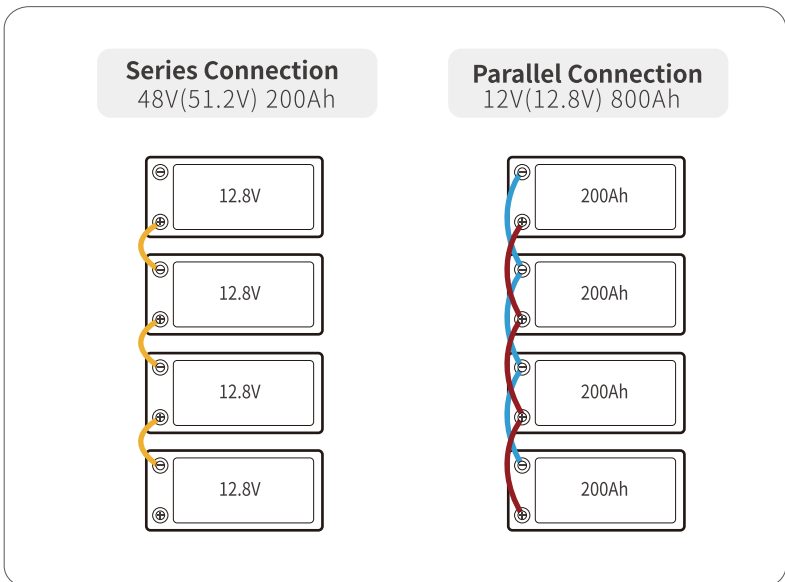 Series Connection
48V(51.2V) 200Ah
12.8V
12.8V
12.8V
12.8V
Parallel Connection
12V(12.8V) 800Ah
200Ah
200Ah
200Ah
200Ah